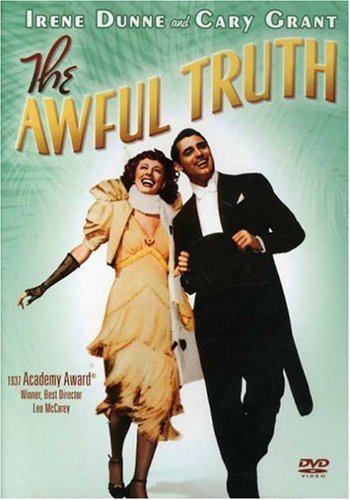 IRENE DUNNE and CARY GRANT
The
AWFUL TRUTH
1937 Academy Award®
Winner, Best Director
Leo McCarey
DVD
VIDEO